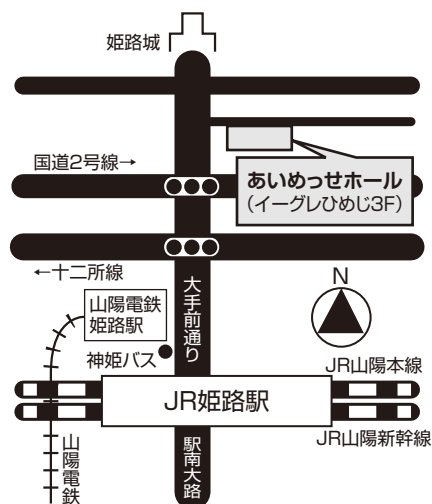 姫路城
国道2号線→
あいめっせホール
(イーグレひめじ3F)
←十二所線
大手前通り
N
山陽電鉄
姫路駅
神姫バス
JR山陽本線
JR姫路駅
JR山陽新幹線
山陽電鉄
駅南大路